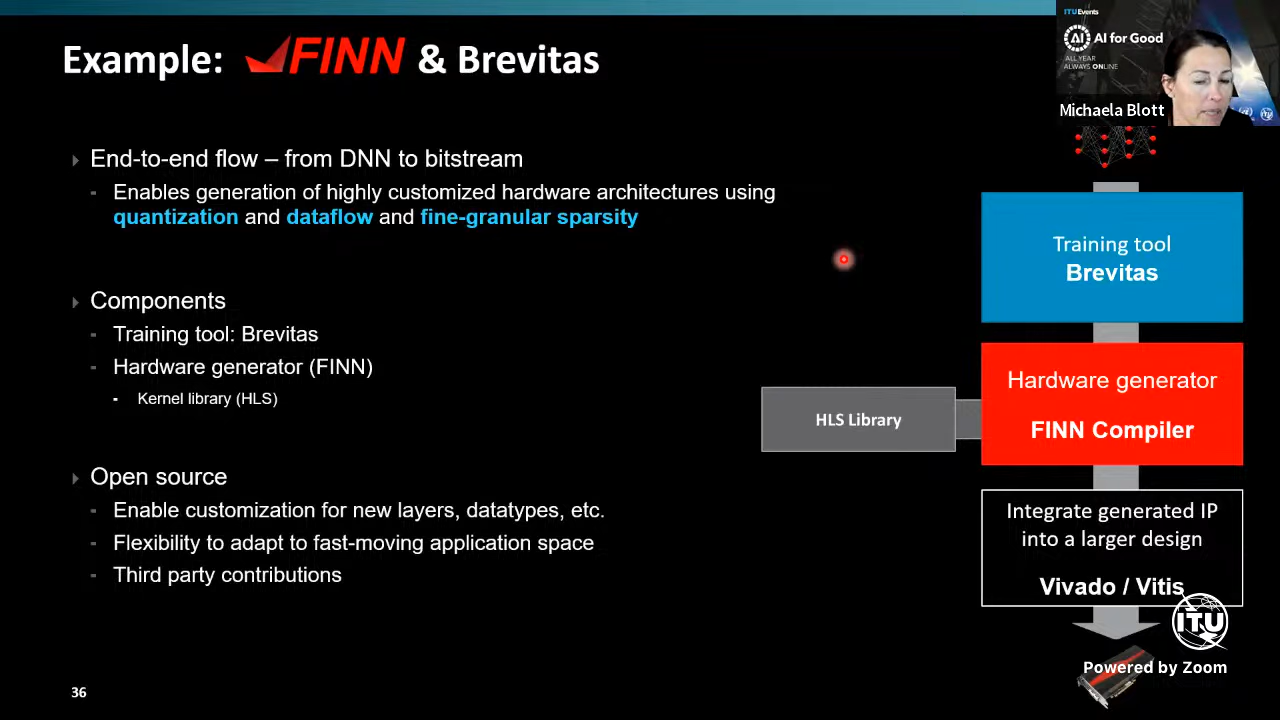 Example: FINN & Brevitas
ITUEvents
AI AI for Good
ALL YEAR
ALWAYS ONLINE
Michaela Blott
End-to-end flow – from DNN to bitstream
- Enables generation of highly customized hardware architectures using
quantization and dataflow and fine-granular sparsity
Components
- Training tool: Brevitas
- Hardware generator (FINN)
- Kernel library (HLS)
Open source
- Enable customization for new layers, datatypes, etc.
- Flexibility to adapt to fast-moving application space
- Third party contributions
Training tool
Brevitas
HLS Library
Hardware generator
FINN Compiler
Integrate generated IP
into a larger design
Vivado / Vitis
ITU
Powered by Zoom
36